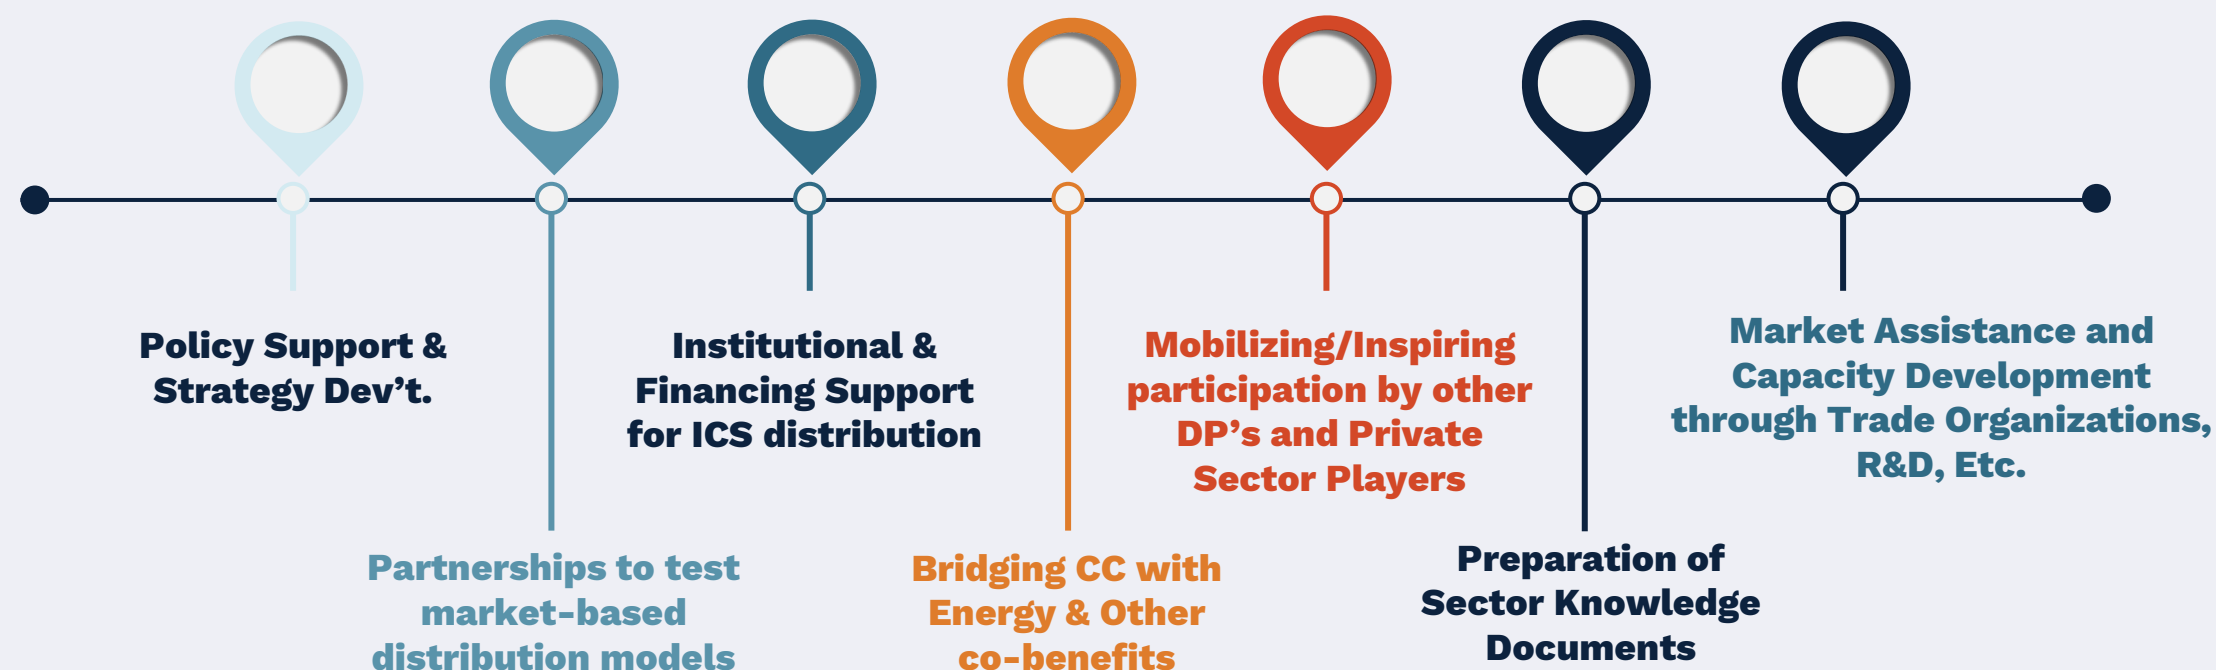 Policy Support &
Strategy Dev’t.
Partnerships to test
market-based
distribution models
Institutional &
Financing Support
for ICS distribution
Bridging CC with
Energy & Other
co-benefits
Mobilizing/Inspiring
participation by other
DP’s and Private
Sector Players
Preparation of
Sector Knowledge
Documents
Market Assistance and
Capacity Development
through Trade Organizations,
R&D, Etc.